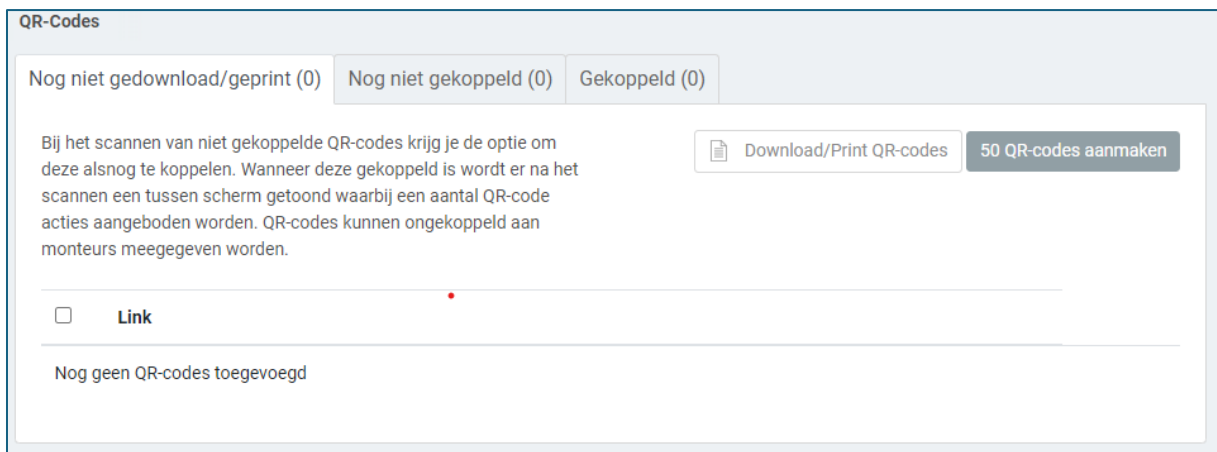 QR-Codes
Nog niet gedownload/geprint (0) Nog niet gekoppeld (0) Gekoppeld (0)
Bij het scannen van niet gekoppelde QR-codes krijg je de optie om
deze alsnog te koppelen. Wanneer deze gekoppeld is wordt er na het
scannen een tussen scherm getoond waarbij een aantal QR-code
acties aangeboden worden. QR-codes kunnen ongekoppeld aan
monteurs meegegeven worden.
Download/Print QR-codes 50 QR-codes aanmaken
Link
Nog geen QR-codes toegevoegd